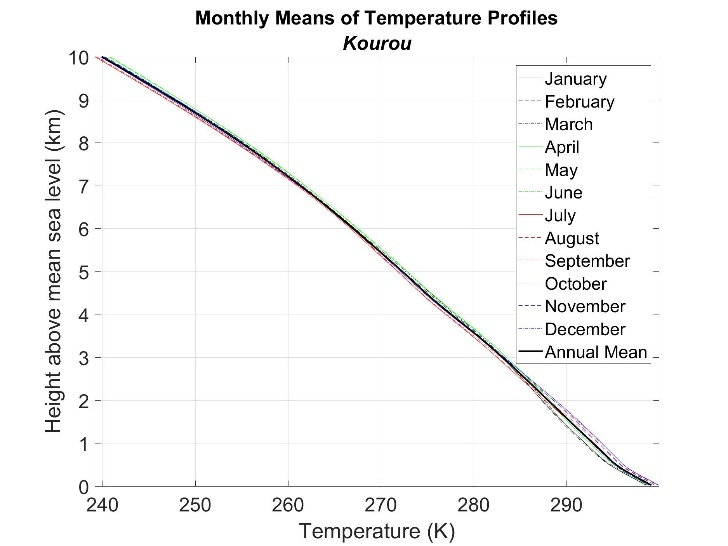 Monthly Means of Temperature Profiles
Kourou
10
9
8
7
6
5
4
3
2
1
0
Height above mean sea level (km)
January
February
March
April
May
June
July
August
September
October
November
December
Annual Mean
240 250 260 270 280 290
Temperature (K)